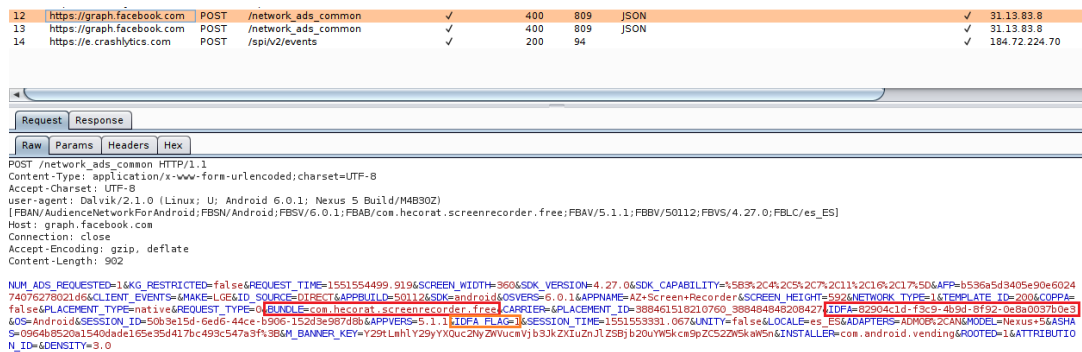 12 https://graph.facebook.com POST /network_ads_common ✓ 400 809 JSON ✓ 31.13.83.8
13 https://graph.facebook.com POST /network_ads_common ✓ 400 809 JSON ✓ 31.13.83.8
14 https://e.crashlytics.com POST /spi/v2/events ✓ 200 94 ✓ 184.72.224.70
Request Response
Raw Params Headers Hex
POST /network_ads_common HTTP/1.1
Content-Type: application/x-www-form-urlencoded;charset=UTF-8
Accept-Charset: UTF-8
user-agent: Dalvik/2.1.0 (Linux; U; Android 6.0.1; Nexus 5 Build/M4B30Z)
[FBAN/AudienceNetworkForAndroid;FBSN/Android;FBSV/6.0.1;FBAB/com.hecorat.screenrecorder.free;FBAV/5.1.1;FBBV/50112;FBVS/4.27.0;FBLC/es_ES]
Host: graph.facebook.com
Connection: close
Accept-Encoding: gzip, deflate
Content-Length: 902
NUM_ADS_REQUESTED=1&KG_RESTRICTED=false&REQUEST_TIME=1551554499.919&SCREEN_WIDTH=360&SDK_VERSION=4.27.0&SDK_CAPABILITY=%5B3%2C4%2C5%2C7%2C11%2C16%2C17%5D&AFP=b536a5d3405e90e6024
74076278021d6&CLIENT_EVENTS=&MAKE=LGE&ID_SOURCE=DIRECT&APPBUILD=50112&SDK=android&OSVERS=6.0.1&APPNAME=AZ+Screen+Recorder&SCREEN_HEIGHT=592&NETWORK_TYPE=1&TEMPLATE_ID=200&COPPA=
false&PLACEMENT_TYPE=native&REQUEST_TYPE=0&BUNDLE=com.hecorat.screenrecorder.free&CARRIER=&PLACEMENT_ID=388461518210760_388484848208427&IDFA=82904c1d-f3c9-4b9d-8f92-0e8a0037b0e3
&OS=Android&SESSION_ID=50b3e15d-6ed6-44ce-b906-152d3e987d8b&APPVERS=5.1.1&IDFA_FLAG=1&SESSION_TIME=1551553331.067&UNITY=false&LOCALE=es_ES&ADAPTERS=ADMOB%2CAN&MODEL=Nexus+5&ASHA
S=0964b8520a1540dade165e35d417bc493c547a3f%3B&M_BANNER_KEY=Y29tLmhlY29yYXQuc2NyZWVucmVjb3JkZXIuZnJlZSBjb20uYW5kcm9pZC52ZW5kaW5n&INSTALLER=com.android.vending&ROOTED=1&ATTRIBUTIO
N_ID=&DENSITY=3.0